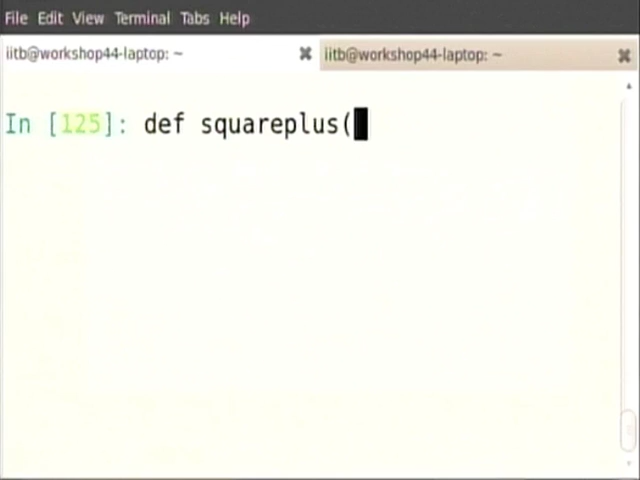 File Edit View Terminal Tabs Help
iitb@workshop44-laptop: ~ iitb@workshop44-laptop: ~
In [125]: def squareplus(